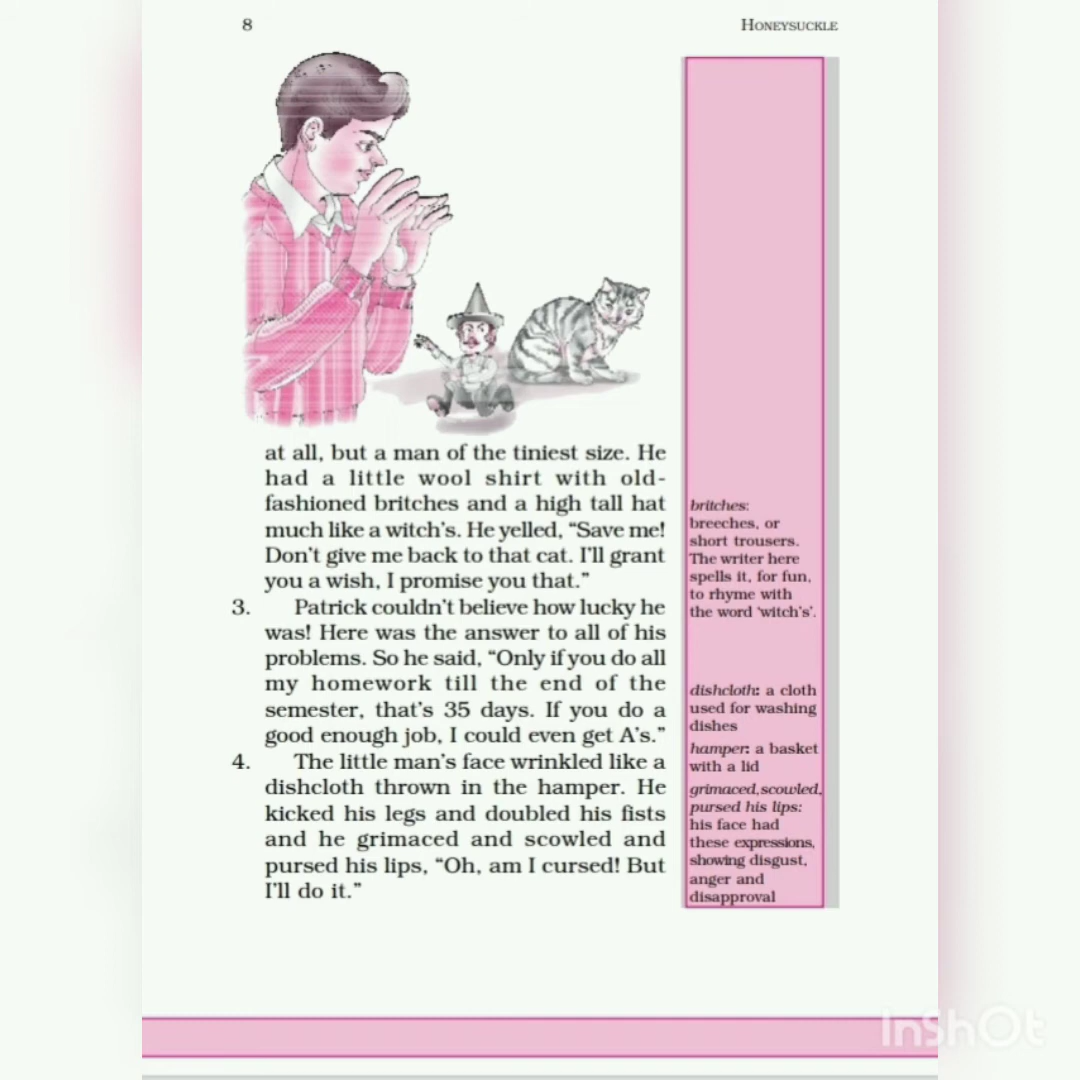 8
HONEYSUCKLE
at all, but a man of the tiniest size. He
had a little wool shirt with old-
fashioned britches and a high tall hat
much like a witch's. He yelled, “Save me!
Don't give me back to that cat. I'll grant
you a wish, I promise you that.”
3. Patrick couldn't believe how lucky he
was! Here was the answer to all of his
problems. So he said, “Only if you do all
my homework till the end of the
semester, that's 35 days. If you do a
good enough job, I could even get A's.”
4. The little man's face wrinkled like a
dishcloth thrown in the hamper. He
kicked his legs and doubled his fists
and he grimaced and scowled and
pursed his lips, “Oh, am I cursed! But
I'll do it.”
britches:
breeches, or
short trousers.
The writer here
spells it, for fun,
to rhyme with
the word ‘witch's’.
dishcloth: a cloth
used for washing
dishes
hamper: a basket
with a lid
grimaced, scowled,
pursed his lips:
his face had
these expressions,
showing disgust,
anger and
disapproval
InShOt